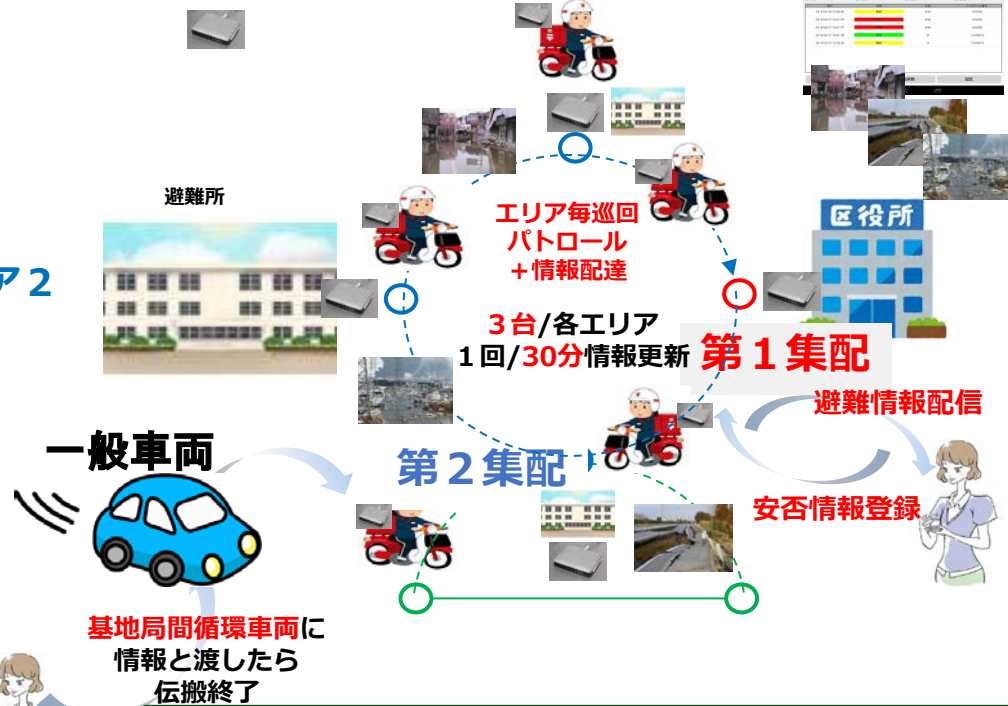 避難所
区役所
ア２
エリア毎巡回
パトロール
＋情報配達
３台/各エリア
１回/30分情報更新
第１集配
避難情報配信
一般車両
第２集配
安否情報登録
基地局間循環車両に
情報と渡したら
伝搬終了